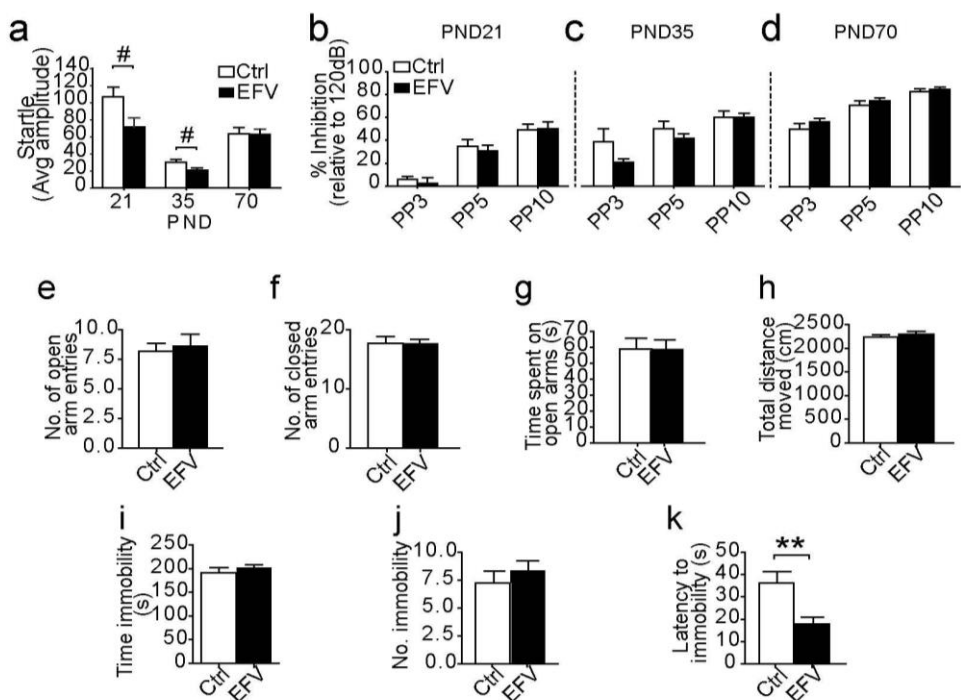 a
#
#
Ctrl
EFV
Startle
(Avg amplitude)
140
120
100
80
60
40
20
0
21 35 70
PND
b
PND21
Ctrl
EFV
% Inhibition
(relative to 120dB)
100
80
60
40
20
0
PP3 PP5 PP10
c
PND35
PP3 PP5 PP10
d
PND70
PP3 PP5 PP10
e
No. of open
arm entries
10.0
7.5
5.0
2.5
0.0
Ctrl EFV
f
No. of closed
arm entries
20
10
0
Ctrl EFV
g
Time spent on
open arms (s)
70
60
50
40
30
20
10
0
Ctrl EFV
h
Total distance
moved (cm)
2500
2000
1500
1000
500
0
Ctrl EFV
i
Time immobility
(s)
250
200
150
100
50
0
Ctrl EFV
j
No. immobility
10.0
7.5
5.0
2.5
0.0
Ctrl EFV
k
**
Latency to
immobility (s)
50
40
30
20
10
0
Ctrl EFV